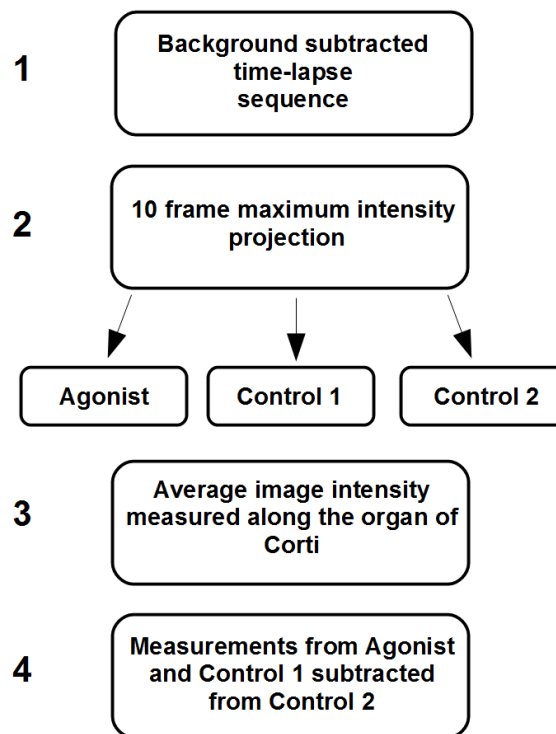 1
Background subtracted
time-lapse
sequence
2
10 frame maximum intensity
projection
Agonist
Control 1
Control 2
3
Average image intensity
measured along the organ of
Corti
4
Measurements from Agonist
and Control 1 subtracted
from Control 2